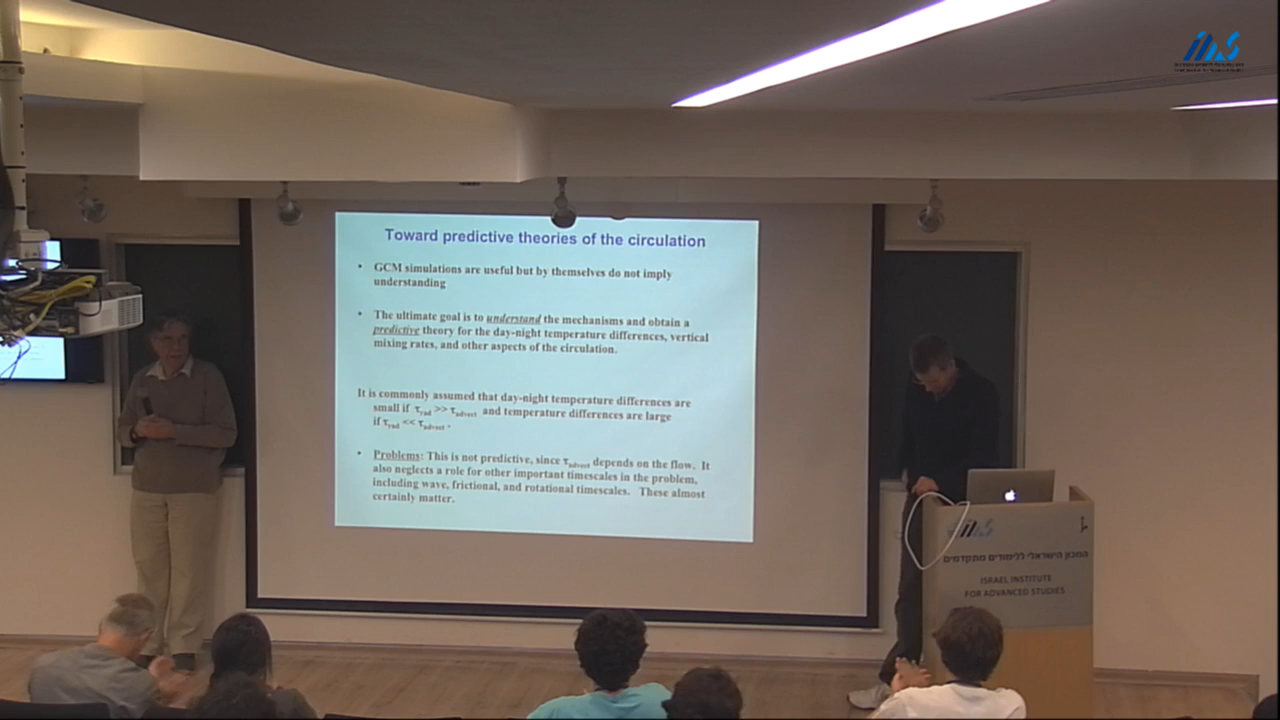 Toward predictive theories of the circulation
• GCM simulations are useful but by themselves do not imply
understanding
• The ultimate goal is to understand the mechanisms and obtain a
predictive theory for the day-night temperature differences, vertical
mixing rates, and other aspects of the circulation.
It is commonly assumed that day-night temperature differences are
small if τrad >> τadvect and temperature differences are large
if τrad << τadvect .
• Problems: This is not predictive, since τadvect depends on the flow. It
also neglects a role for other important timescales in the problem,
including wave, frictional, and rotational timescales. These almost
certainly matter.
המכון הישראלי ללימודים מתקדמים
ISRAEL INSTITUTE
FOR ADVANCED STUDIES